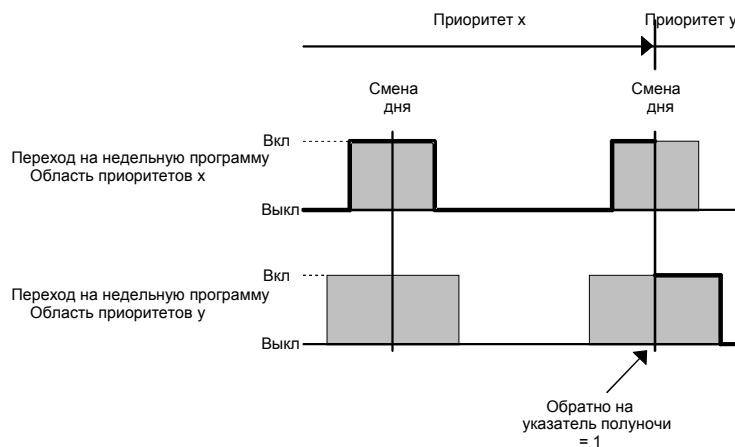 Приоритет x
Приоритет y
Смена
дня
Смена
дня
Вкл
Переход на недельную программу
Область приоритетов x
Выкл
Вкл
Переход на недельную программу
Область приоритетов y
Выкл
Обратно на
указатель полуночи
= 1